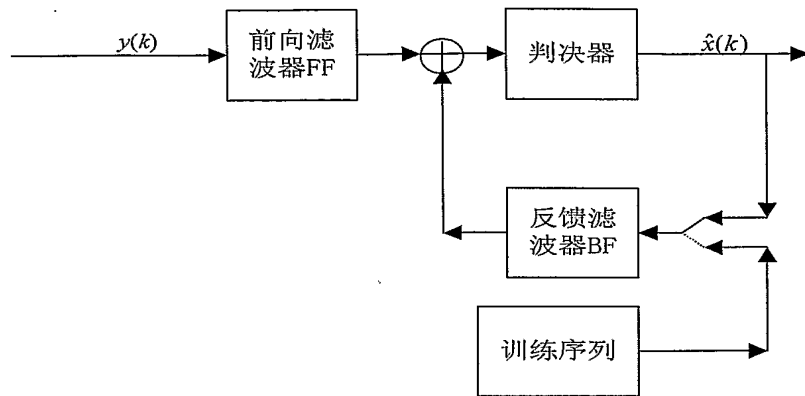 y(k)
前向滤
波器FF
判决器
x̂(k)
反馈滤
波器BF
训练序列